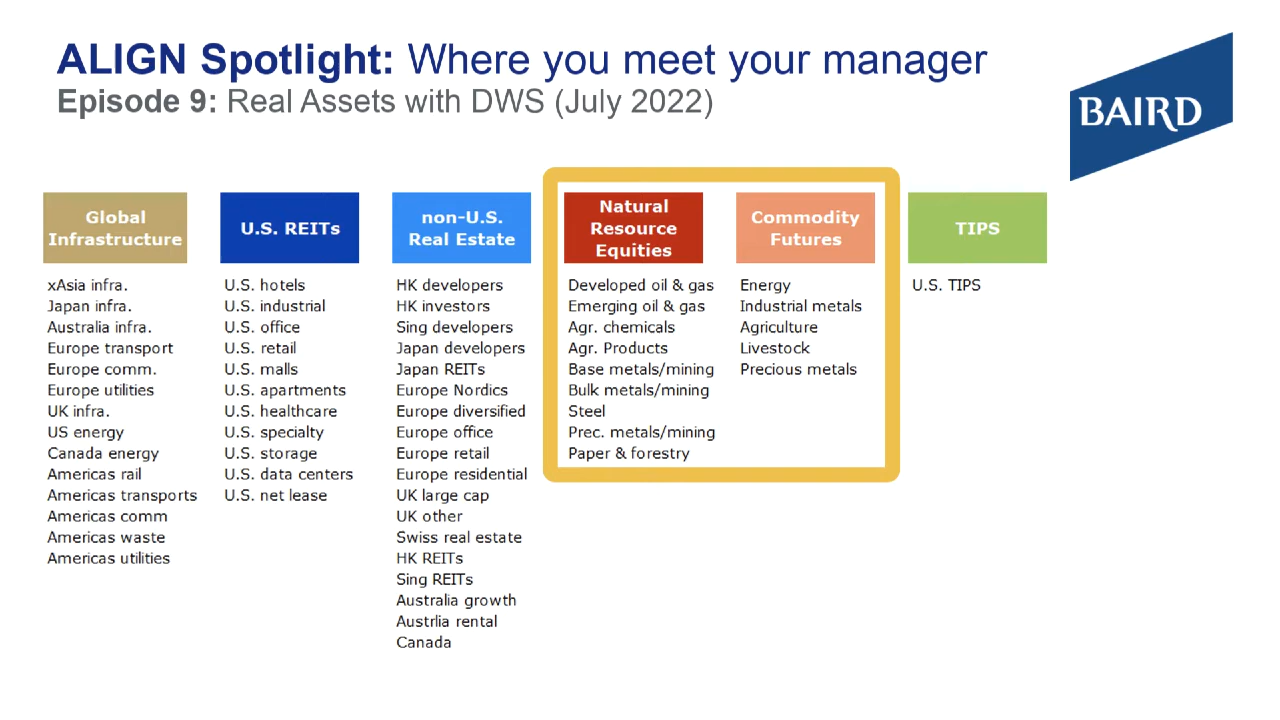 ALIGN Spotlight: Where you meet your manager
Episode 9: Real Assets with DWS (July 2022)
BAIRD
Global
Infrastructure
xAsia infra.
Japan infra.
Australia infra.
Europe transport
Europe comm.
Europe utilities
UK infra.
US energy
Canada energy
Americas rail
Americas transports
Americas comm
Americas waste
Americas utilities
U.S. REITs
U.S. hotels
U.S. industrial
U.S. office
U.S. retail
U.S. malls
U.S. apartments
U.S. healthcare
U.S. specialty
U.S. storage
U.S. data centers
U.S. net lease
non-U.S.
Real Estate
HK developers
HK investors
Sing developers
Japan developers
Japan REITs
Europe Nordics
Europe diversified
Europe office
Europe retail
Europe residential
UK large cap
UK other
Swiss real estate
HK REITs
Sing REITs
Australia growth
Austrlia rental
Canada
Natural
Resource
Equities
Developed oil & gas
Emerging oil & gas
Agr. chemicals
Agr. Products
Base metals/mining
Bulk metals/mining
Steel
Prec. metals/mining
Paper & forestry
Commodity
Futures
Energy
Industrial metals
Agriculture
Livestock
Precious metals
TIPS
U.S. TIPS